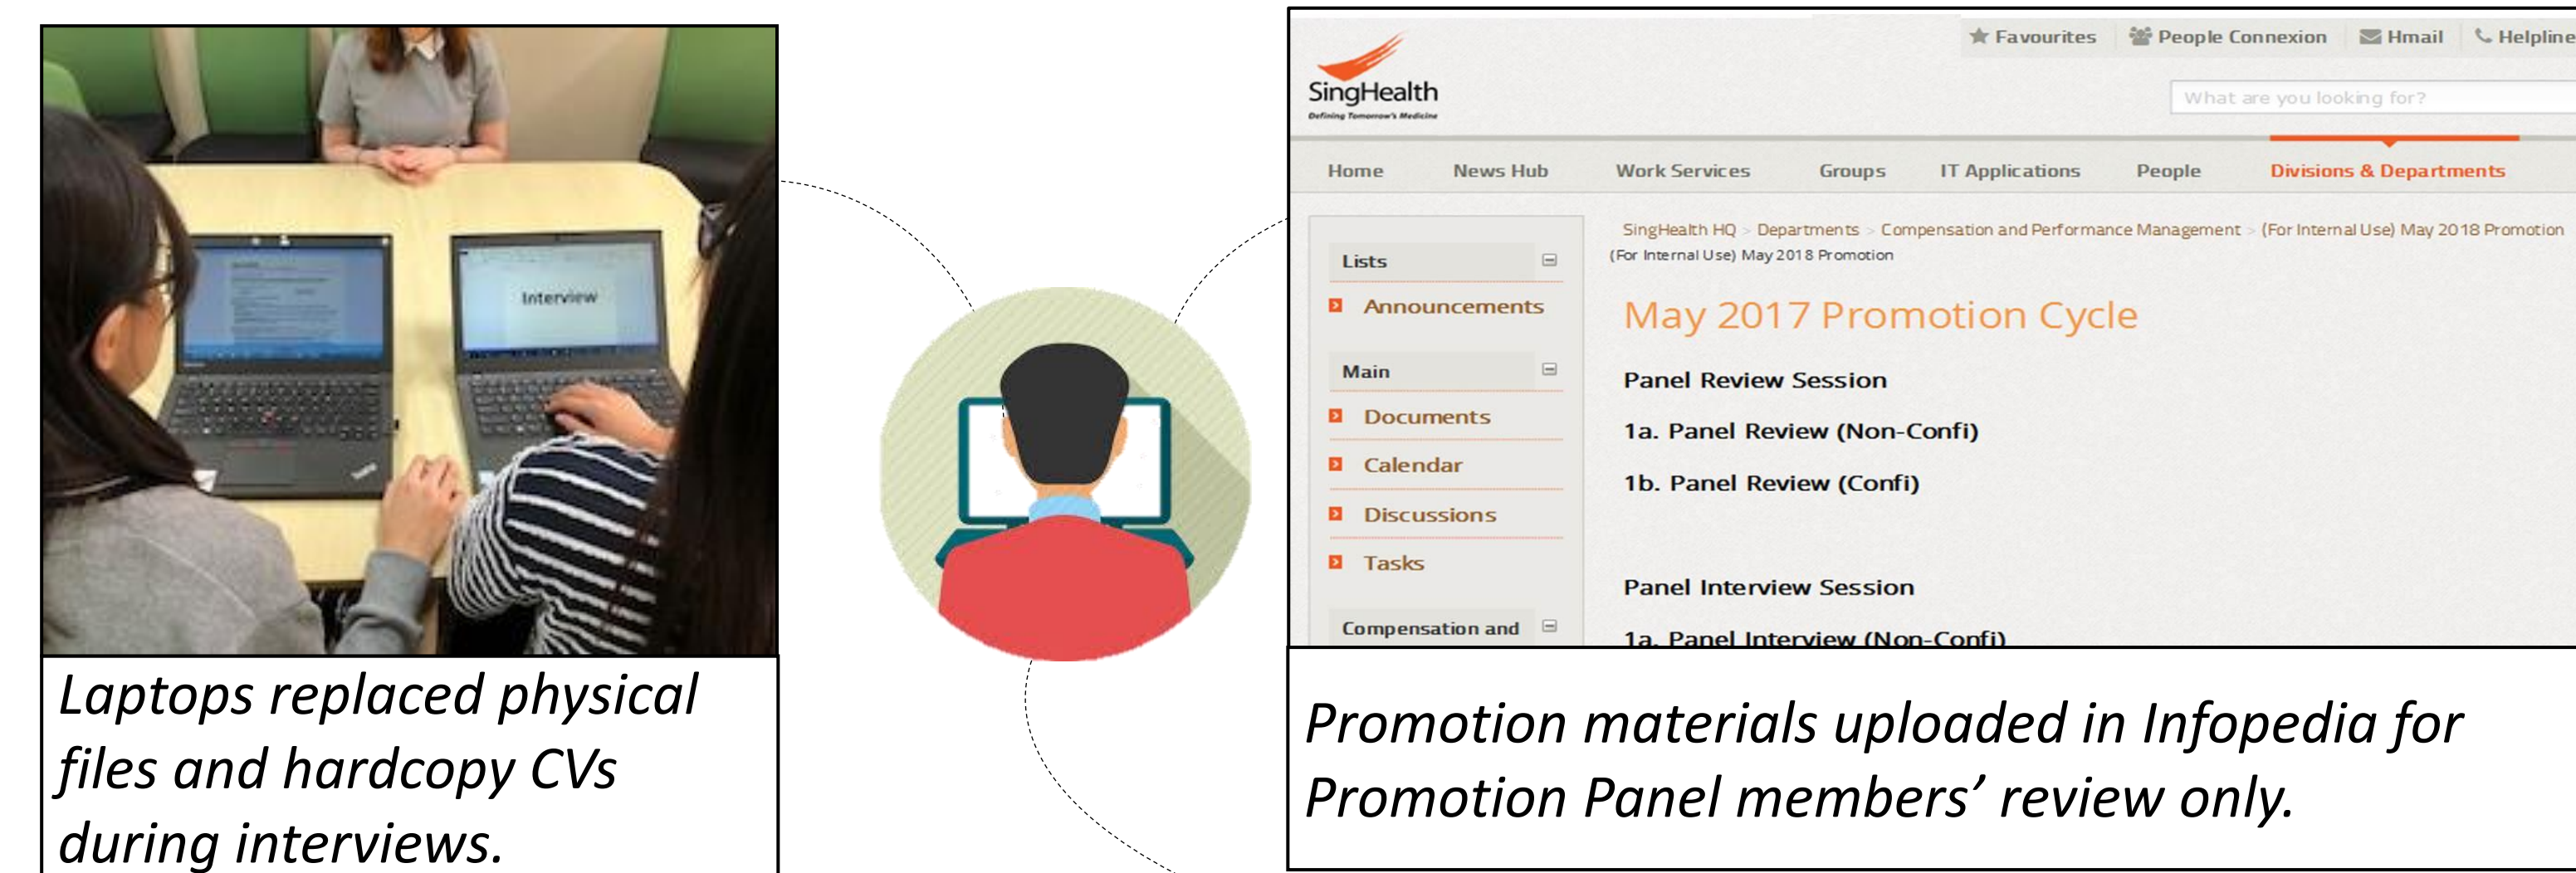 Interview
Laptops replaced physical
files and hardcopy CVs
during interviews.
SingHealth
Defining Tomorrow's Medicine
Favourites
People Connexion
Hmail
Helpline
What are you looking for?
Home
News Hub
Work Services
Groups
IT Applications
People
Divisions & Departments
Lists
Announcements
Main
Documents
Calendar
Discussions
Tasks
Compensation and
SingHealth HQ > Departments > Compensation and Performance Management > (For Internal Use) May 2018 Promotion
(For Internal Use) May 2018 Promotion
May 2017 Promotion Cycle
Panel Review Session
1a. Panel Review (Non-Confi)
1b. Panel Review (Confi)
Panel Interview Session
1a. Panel Interview (Non-Confi)
Promotion materials uploaded in Infopedia for
Promotion Panel members’ review only.